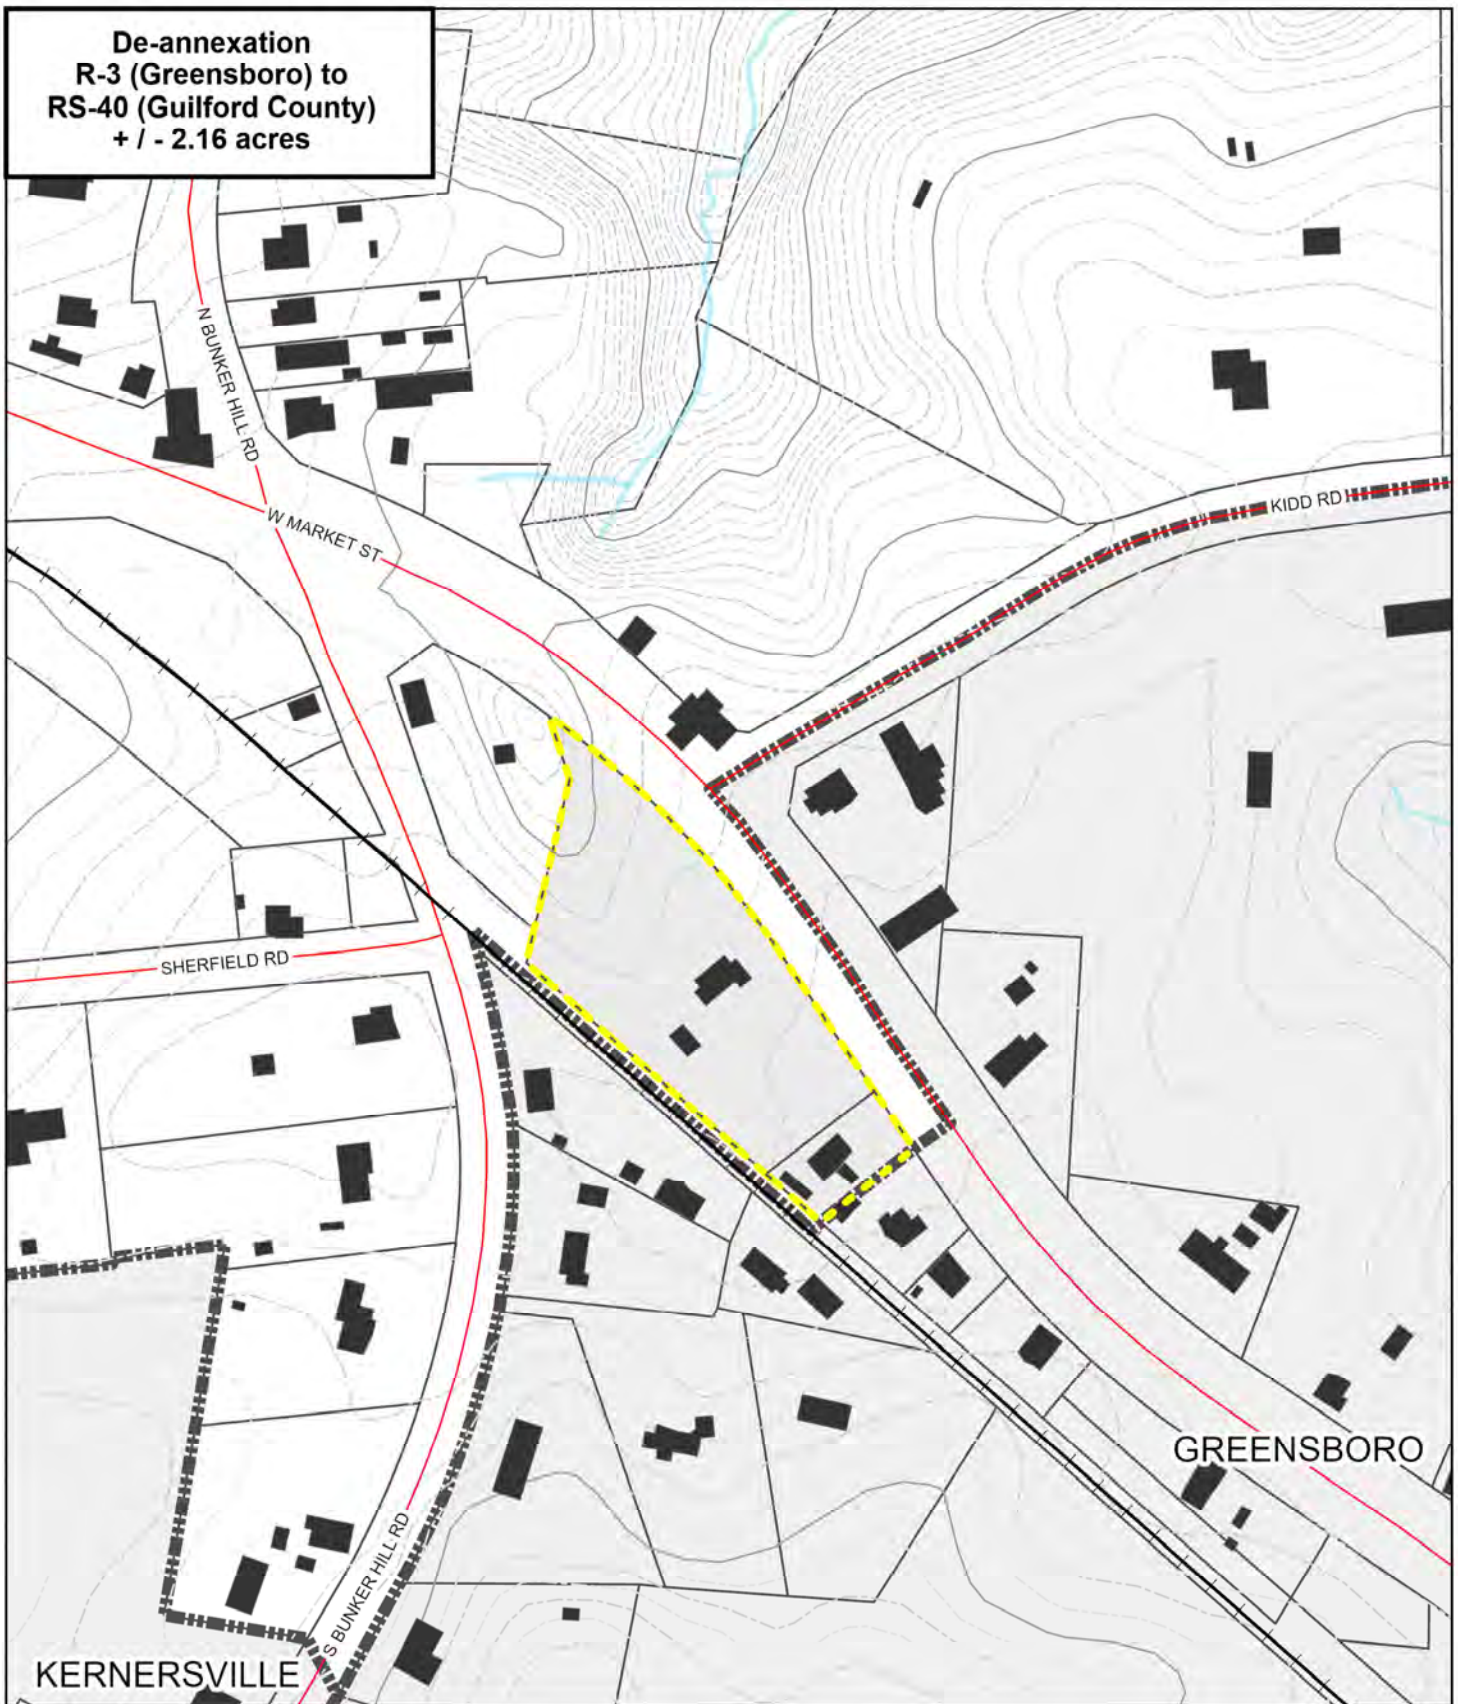 De-annexation
R-3 (Greensboro) to
RS-40 (Guilford County)
+ / - 2.16 acres
N BUNKER HILL RD
W MARKET ST
KIDD RD
SHERFIELD RD
GREENSBORO
S BUNKER HILL RD
KERNERSVILLE